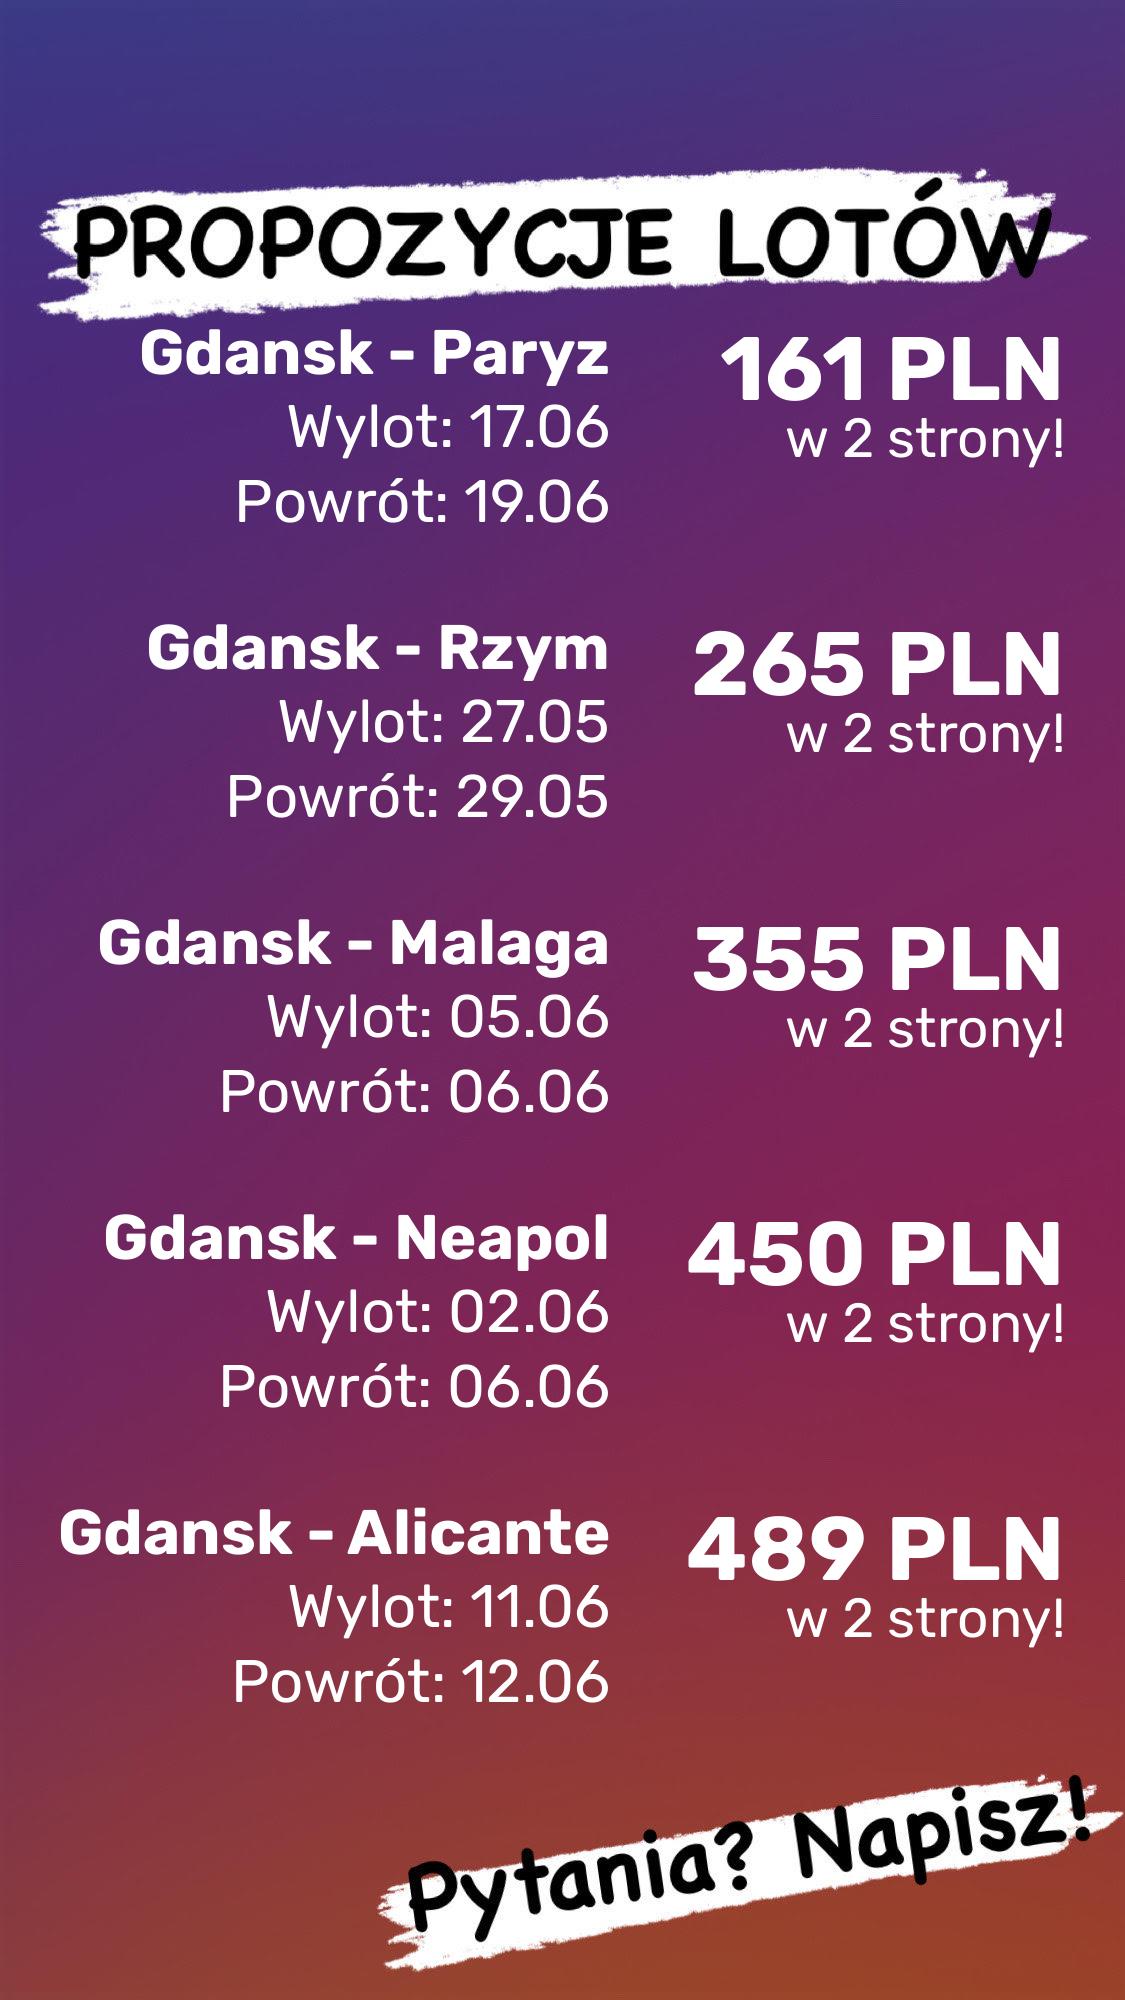 PROPOZYCJE LOTÓW
Gdansk - Paryz
Wylot: 17.06
Powrót: 19.06
161 PLN
w 2 strony!
Gdansk - Rzym
Wylot: 27.05
Powrót: 29.05
265 PLN
w 2 strony!
Gdansk - Malaga
Wylot: 05.06
Powrót: 06.06
355 PLN
w 2 strony!
Gdansk - Neapol
Wylot: 02.06
Powrót: 06.06
450 PLN
w 2 strony!
Gdansk - Alicante
Wylot: 11.06
Powrót: 12.06
489 PLN
w 2 strony!
Pytania? Napisz!